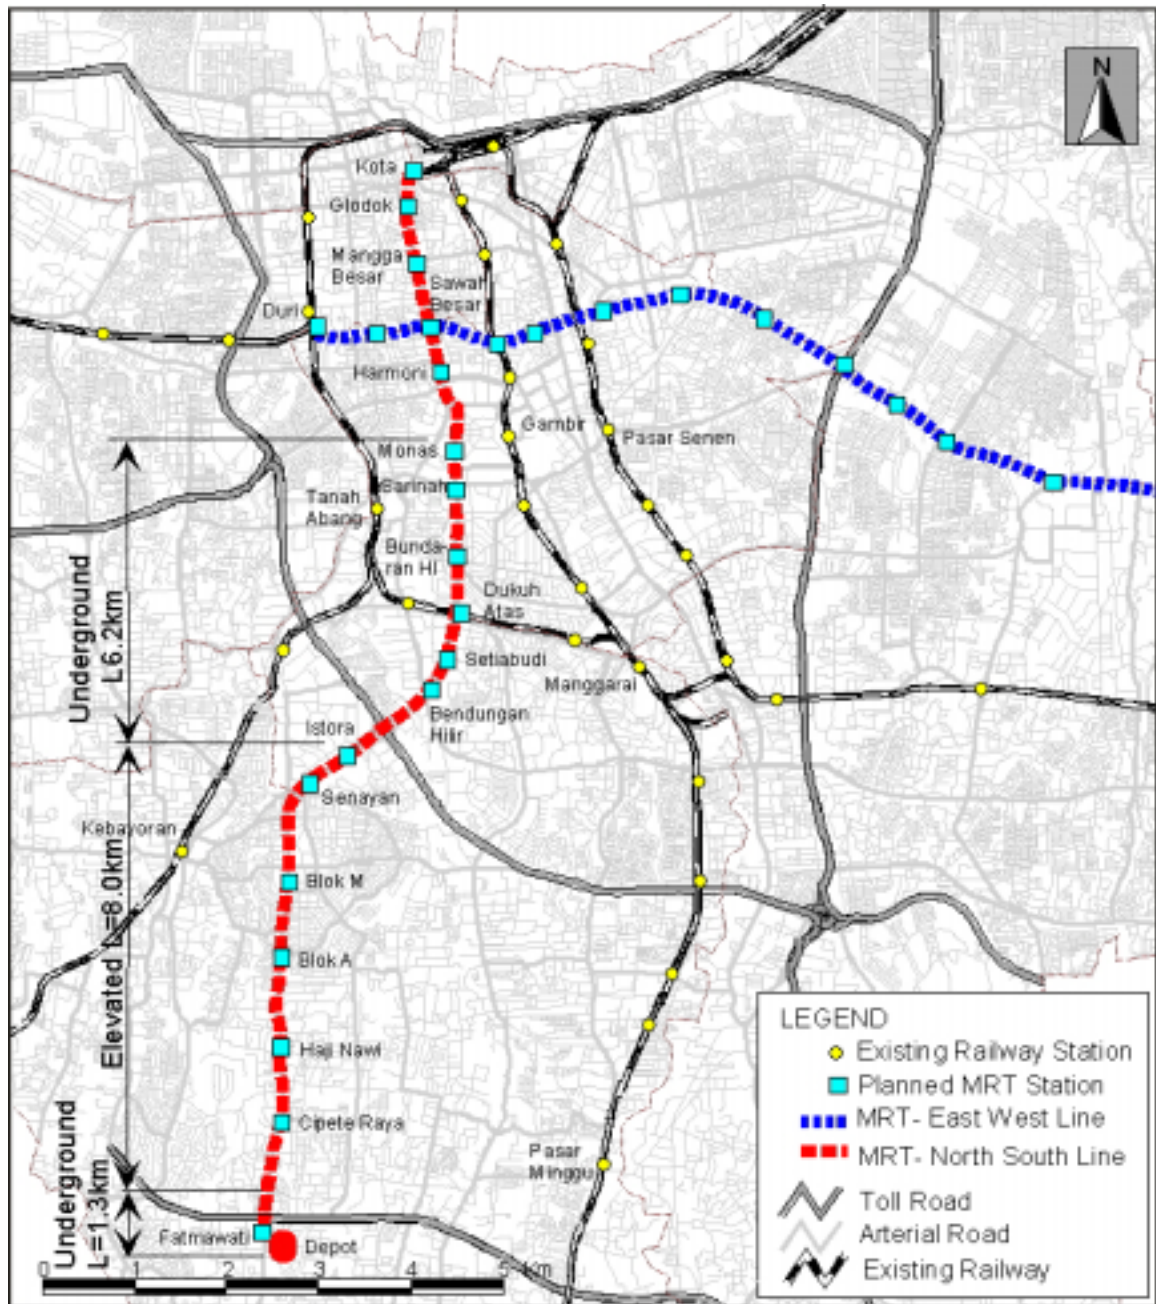 N
Kota
Glodok
Mangga
Besar
Sawah
Besar
Duri
Harmoni
Gambir
Pasar Senen
Monas
Sarinah
Tanah
Abang
Bunda-
ran HI
Dukuh
Atas
Setiabudi
Manggarai
Bendungan
Hilir
Istora
Senayan
Kebayoran
Blok M
Blok A
Haji Nawi
Cipete Raya
Pasar
Minggu
Fatmawati
Depot
Underground
L6.2km
Elevated L=8.0km
Underground
L=1.3km
0 1 2 3 4 5 km
LEGEND
Existing Railway Station
Planned MRT Station
MRT- East West Line
MRT- North South Line
Toll Road
Arterial Road
Existing Railway